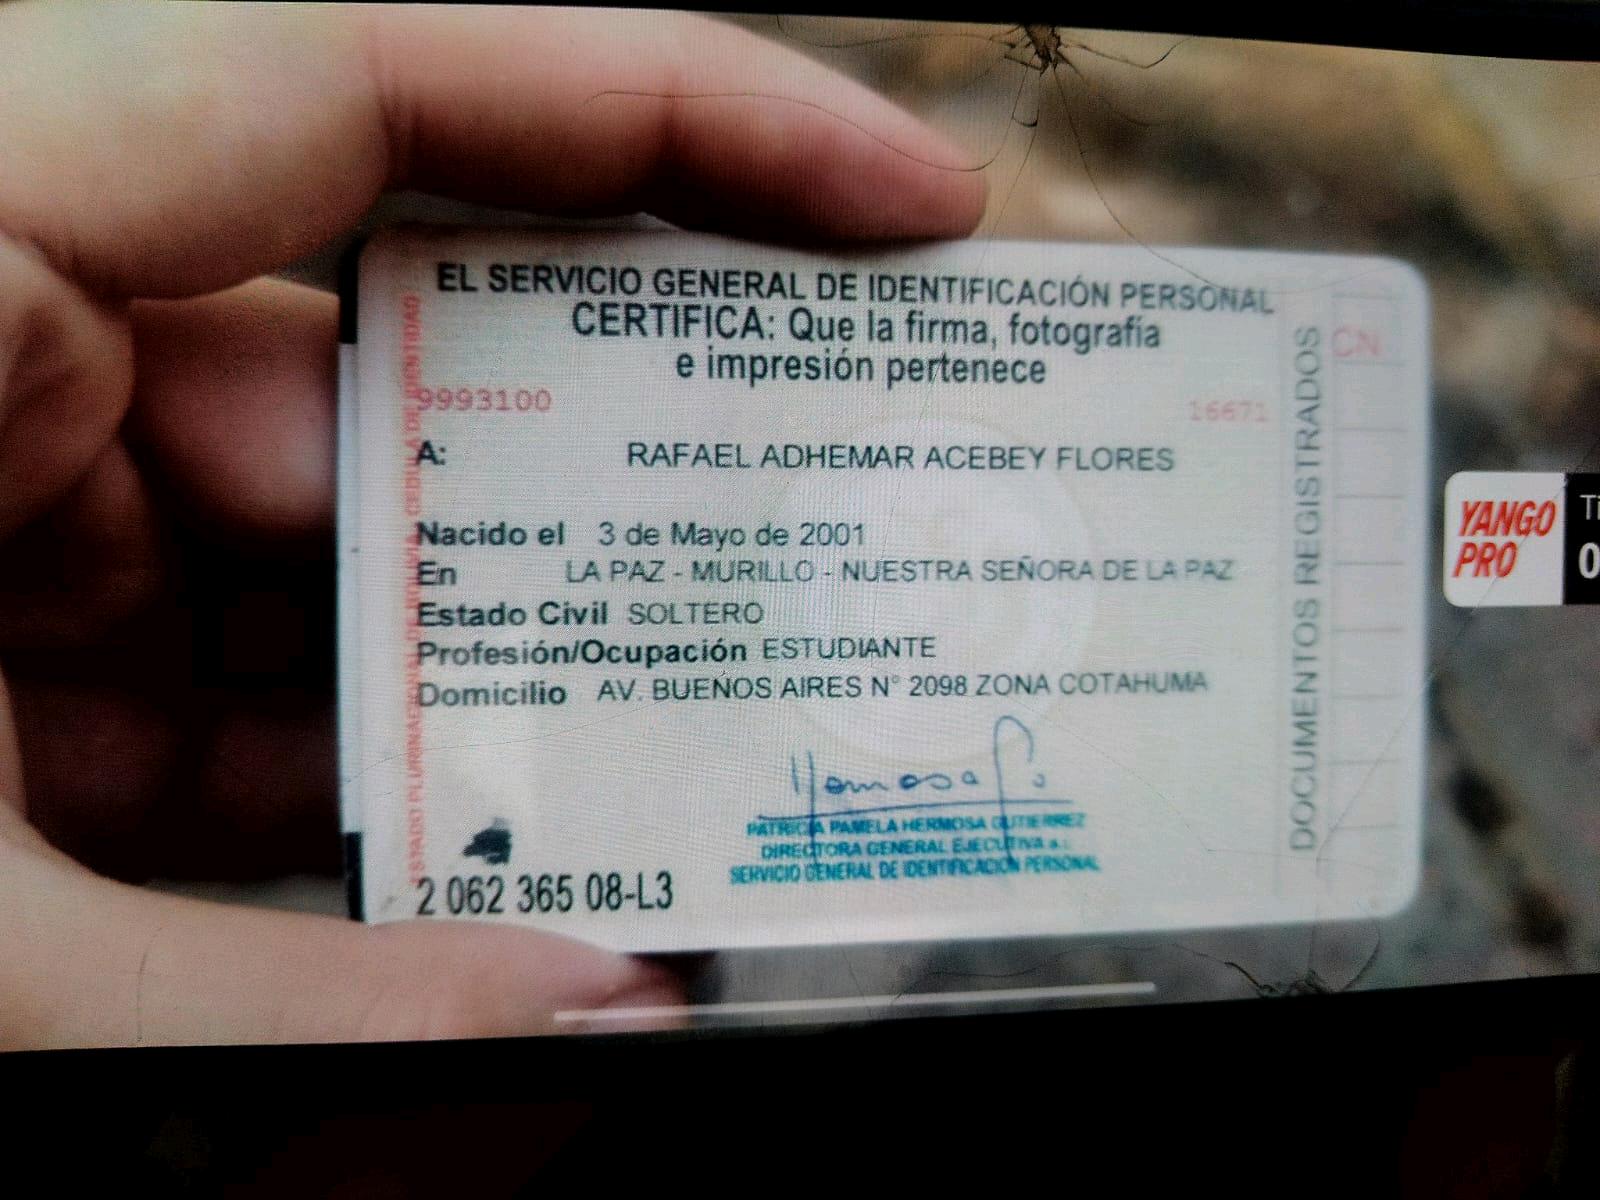 EL SERVICIO GENERAL DE IDENTIFICACIÓN PERSONAL
CERTIFICA: Que la firma, fotografía
e impresión pertenece
9993100
16671
A: RAFAEL ADHEMAR ACEBEY FLORES
Nacido el 3 de Mayo de 2001
En LA PAZ - MURILLO - NUESTRA SEÑORA DE LA PAZ
Estado Civil SOLTERO
Profesión/Ocupación ESTUDIANTE
Domicilio AV. BUENOS AIRES N° 2098 ZONA COTAHUMA
Hermosa
PATRICIA PAMELA HERMOSA GUTIERREZ
DIRECTORA GENERAL EJECUTIVA a.i.
SERVICIO GENERAL DE IDENTIFICACIÓN PERSONAL
2 062 365 08-L3
ESTADO PLURINACIONAL DE BOLIVIA CEDULA DE IDENTIDAD
DOCUMENTOS REGISTRADOS
CN
YANGO
PRO
Ti
0